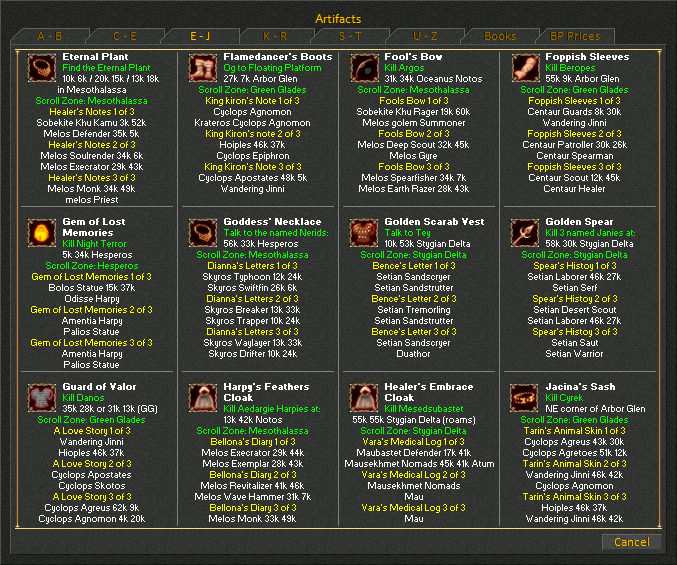 Artifacts
A - B
C - E
E - J
K - R
S - T
U - Z
Books
BP Prices
Eternal Plant
Find the Eternal Plant
10k 6k / 20k 15k / 13k 18k
in Mesothalassa
Scroll Zone: Mesothalassa
Healer's Notes 1 of 3
Sobekite Khu Kamu 3k 52k
Melos Defender 35k 5k
Healer's Notes 2 of 3
Melos Soulrender 34k 6k
Melos Execrator 29k 43k
Healer's Notes 3 of 3
Melos Monk 34k 49k
melos Priest
Flamedancer's Boots
Og to Floating Platform
27k 7k Arbor Glen
Scroll Zone: Green Glades
King kiron's Note 1 of 3
Cyclops Agnomon
Krateros Cyclops Agnomon
King kiron's note 2 of 3
Hoiples 46k 37k
Cyclops Epiphron
King Kiron's Note 3 of 3
Cyclops Apostates 48k 5k
Wandering Jinni
Fool's Bow
Kill Argos
31k 34k Oceanus Notos
Scroll Zone: Mesothalassa
Fools Bow 1 of 3
Sobekite Khu Rager 19k 60k
Melos golem Summoner
Fools Bow 2 of 3
Melos Deep Scout 32k 45k
Melos Gyre
Fools Bow 3 of 3
Melos Spearfisher 34k 7k
Melos Earth Razer 28k 43k
Foppish Sleeves
Kill Beropes
55k 9k Arbor Glen
Scroll Zone: Green Glades
Foppish Sleeves 1 of 3
Centaur Guards 8k 30k
Wandering Jinni
Foppish Sleeves 2 of 3
Centaur Patroller 30k 26k
Centaur Spearman
Foppish Sleeves 3 of 3
Centaur Scout 12k 45k
Centaur Healer
Gem of Lost
Memories
Kill Night Terror
5k 34k Hesperos
Scroll Zone: Hesperos
Gem of Lost Memories 1 of 3
Bolos Statue 15k 37k
Odisse Harpy
Gem of Lost Memories 2 of 3
Amentia Harpy
Palios Statue
Gem of Lost Memories 3 of 3
Amentia Harpy
Palios Statue
Goddess' Necklace
Talk to the named Nerids:
56k 33k Hesperos
Scroll Zone: Mesothalassa
Dianna's Letters 1 of 3
Skyros Typhoon 12k 24k
Skyros Swiftfin 26k 6k
Dianna's Letters 2 of 3
Skyros Breaker 13k 33k
Skyros Trapper 10k 24k
Dianna's Letters 3 of 3
Skyros Waylayer 13k 33k
Skyros Drifter 10k 24k
Golden Scarab Vest
Talk to Tey
10k 53k Stygian Delta
Scroll Zone: Stygian Delta
Bence's Letter 1 of 3
Setian Sandscryer
Setian Sandstrutter
Bence's Letter 2 of 3
Setian Tremorling
Setian Sandstrutter
Bence's Letter 3 of 3
Setian Sandscryer
Duathor
Golden Spear
Kill 3 named Janies at:
58k 30k Stygian Delta
Scroll Zone: Stygian Delta
Spear's Histoy 1 of 3
Setian Laborer 46k 27k
Setian Serf
Spear's Histoy 2 of 3
Setian Desert Scout
Setian Laborer 46k 27k
Spear's Histoy 3 of 3
Setian Saut
Setian Warrior
Guard of Valor
Kill Danos
35k 28k or 31k 13k (GG)
Scroll Zone: Green Glades
A Love Story 1 of 3
Wandering Jinni
Hioples 46k 37k
A Love Story 2 of 3
Cyclops Apostates
Cyclops Skotos
A Love Story 3 of 3
Cyclops Agreus 62k 9k
Cyclops Agnomon 4k 20k
Harpy's Feathers
Cloak
Kill Aedargie Harpies at:
13k 42k Notos
Scroll Zone: Mesothalassa
Bellona's Diary 1 of 3
Melos Execrator 29k 44k
Melos Exemplar 28k 43k
Bellona's Diary 2 of 3
Melos Revitalizer 41k 46k
Melos Wave Hammer 31k 7k
Bellona's Diary 3 of 3
Melos Monk 33k 49k
Healer's Embrace
Cloak
Kill Mesedsubastet
55k 55k Stygian Delta (roams)
Scroll Zone: Stygian Delta
Vara's Medical Log 1 of 3
Maubastet Defender 17k 41k
Mausekhmet Nomads 45k 41k Atum
Vara's Medical Log 2 of 3
Mausekhmet Nomads
Mau
Vara's Medical Log 3 of 3
Mau
Jacina's Sash
Kill Cyrek
NE corner of Arbor Glen
Scroll Zone: Green Glades
Tarin's Animal Skin 1 of 3
Cyclops Agreus 43k 30k
Cyclops Agretoes 51k 12k
Tarin's Animal Skin 2 of 3
Wandering Jinni 46k 42k
Cyclops Agnomon
Tarin's Animal Skin 3 of 3
Hoiples 46k 37k
Wandering Jinni 46k 42k
Cancel